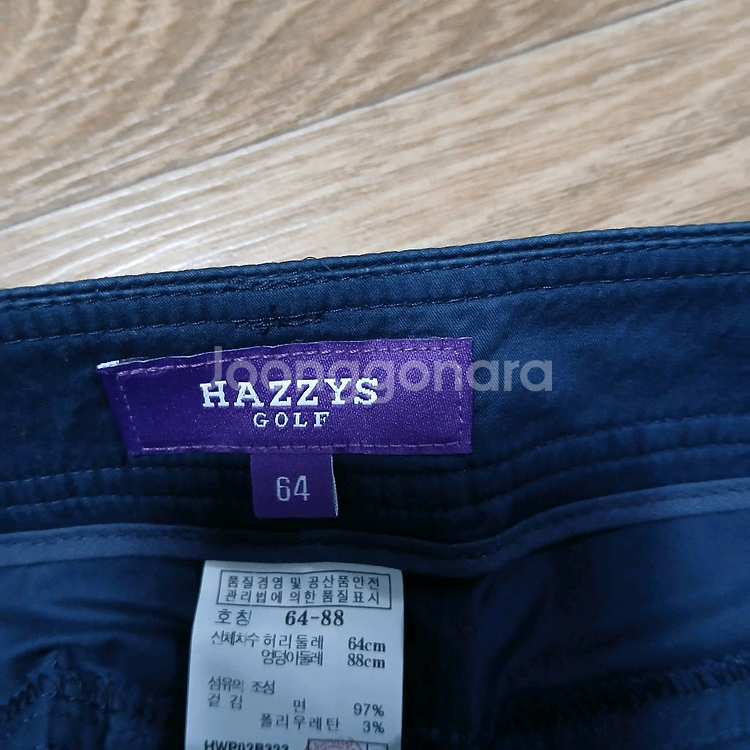 Joonggonara
HAZZYS
GOLF
64
품질경영 및 공산품안전
관리법에 의한 품질표시
호칭 64-88
신체치수 허리둘레 64cm
엉덩이둘레 88cm
섬유의 조성
겉감 면 97%
폴리우레탄 3%